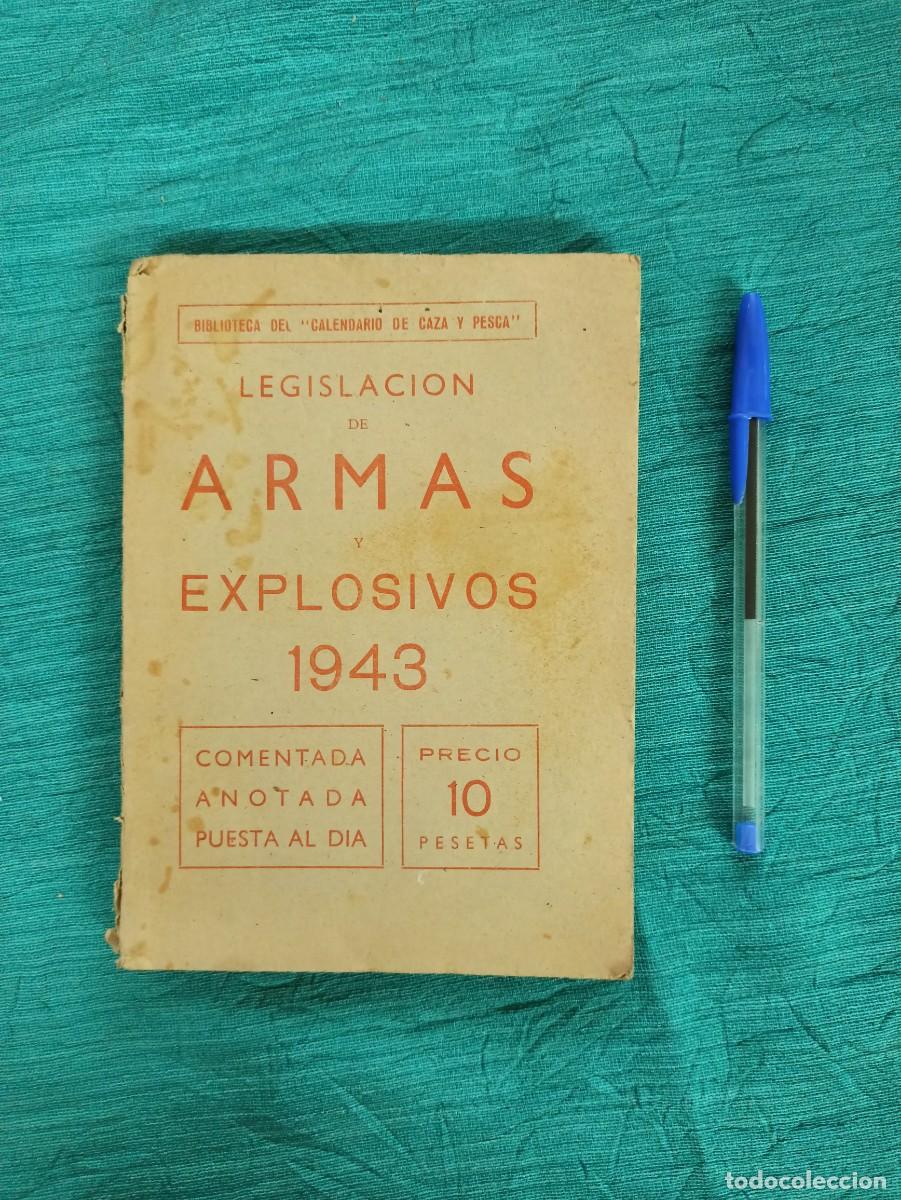 BIBLIOTECA DEL "CALENDARIO DE CAZA Y PESCA"
LEGISLACION
DE
ARMAS
Y
EXPLOSIVOS
1943
COMENTADA
ANOTADA
PUESTA AL DIA
PRECIO
10
PESETAS
todocoleccion